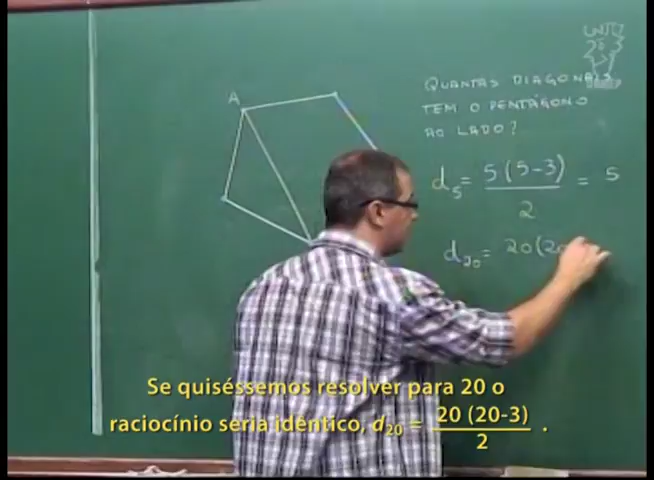 A
QUANTAS DIAGONAIS
TEM O PENTÁGONO
AO LADO?
d₅ = 5(5-3)/2 = 5
d₂₀ = 20(20
Se quiséssemos resolver para 20 o
raciocínio seria idêntico, d₂₀ = 20 (20-3)/2 .